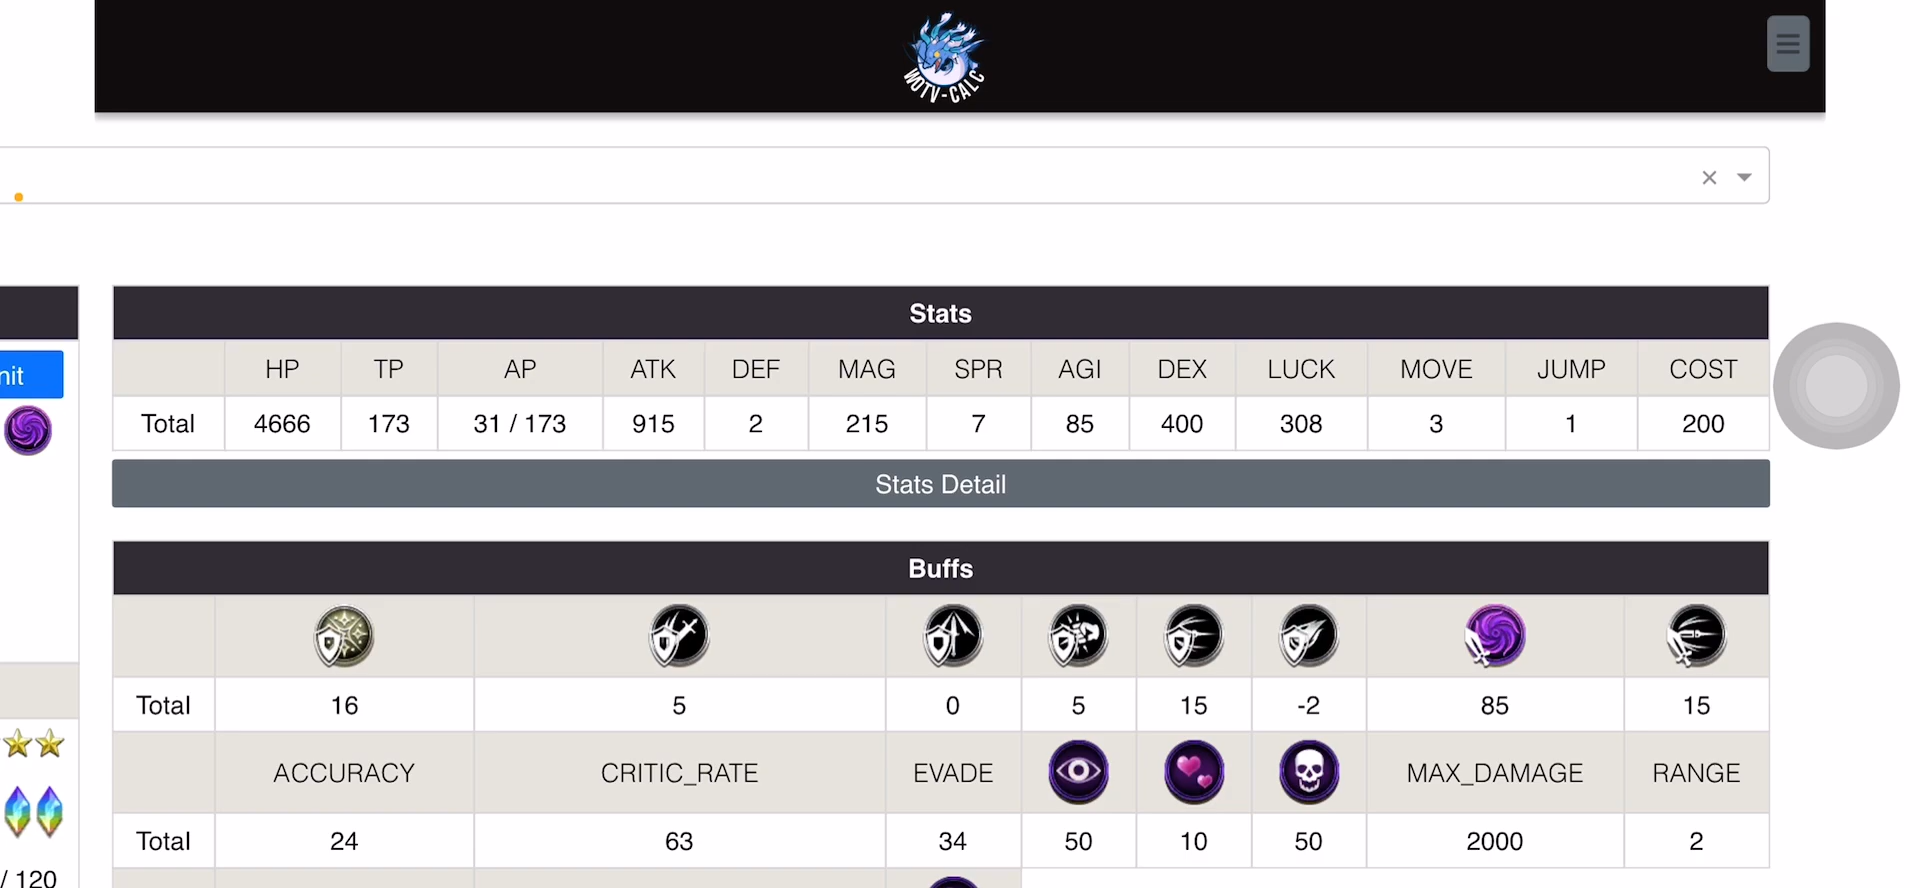 WOTV-CALC
Stats
HP TP AP ATK DEF MAG SPR AGI DEX LUCK MOVE JUMP COST
Total 4666 173 31 / 173 915 2 215 7 85 400 308 3 1 200
nit
Stats Detail
Buffs
Total 16 5 0 5 15 -2 85 15
ACCURACY CRITIC_RATE EVADE MAX_DAMAGE RANGE
Total 24 63 34 50 10 50 2000 2
/ 120